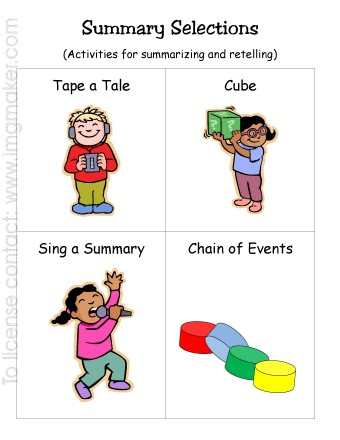 Summary Selections
(Activities for summarizing and retelling)
Tape a Tale
Cube
? ?
Sing a Summary
Chain of Events
To license contact: www.imgmaker.com